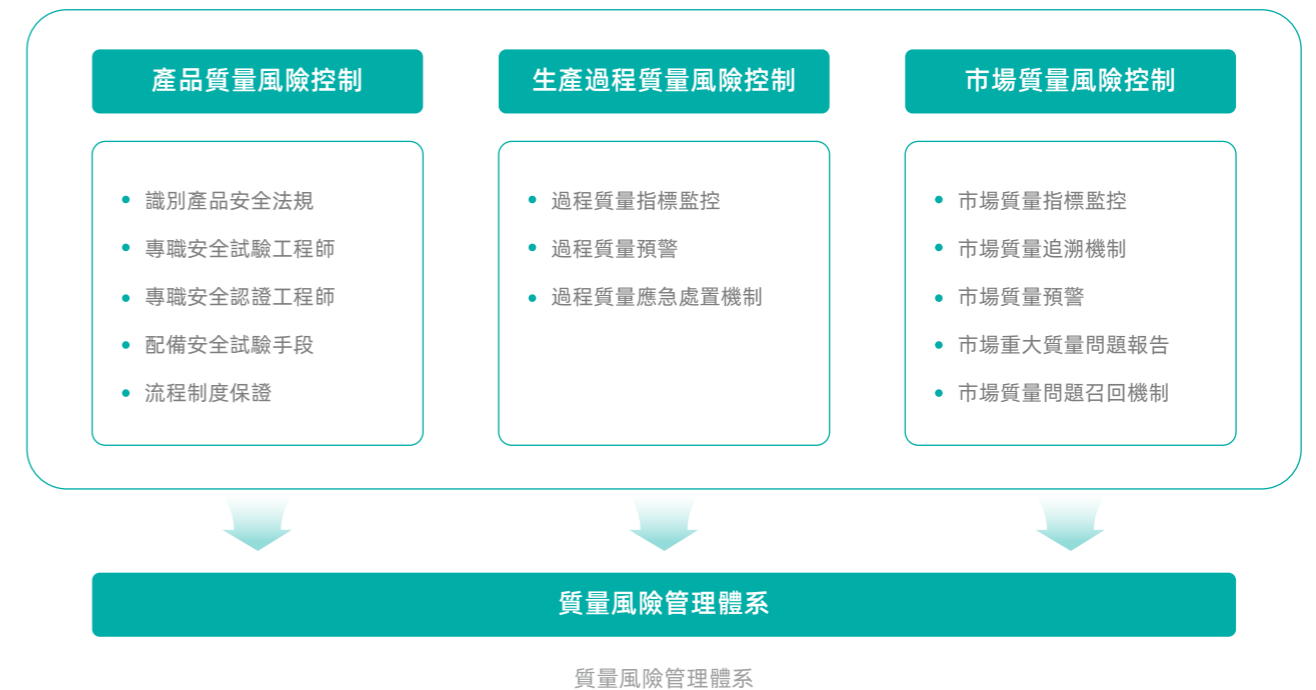 產品質量風險控制
識別產品安全法規
專職安全試驗工程師
專職安全認證工程師
配備安全試驗手段
流程制度保證
生產過程質量風險控制
過程質量指標監控
過程質量預警
過程質量應急處置機制
市場質量風險控制
市場質量指標監控
市場質量追溯機制
市場質量預警
市場重大質量問題報告
市場質量問題召回機制
質量風險管理體系
質量風險管理體系